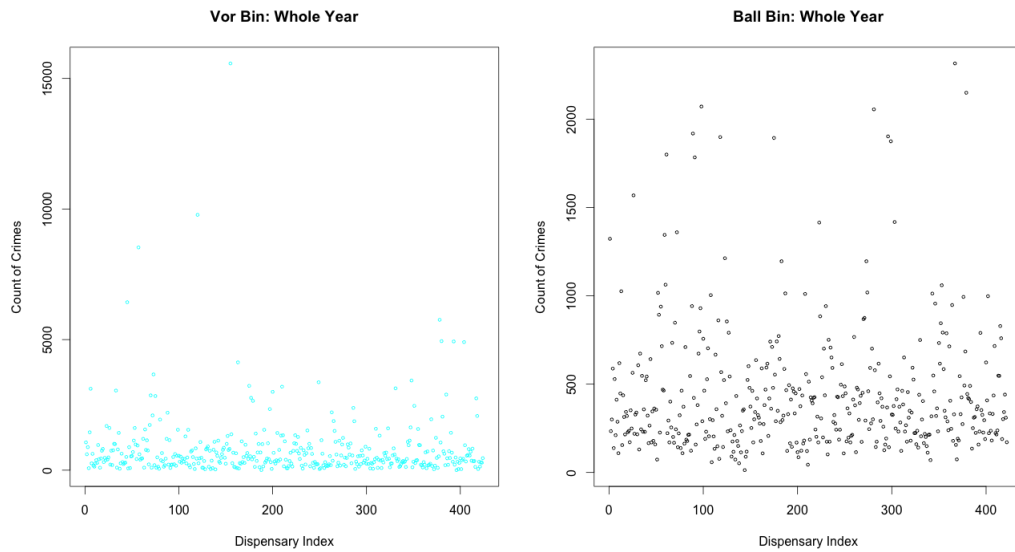 Vor Bin: Whole Year
Count of Crimes
15000
10000
5000
0
0 100 200 300 400
Dispensary Index
Ball Bin: Whole Year
Count of Crimes
2000
1500
1000
500
0
0 100 200 300 400
Dispensary Index